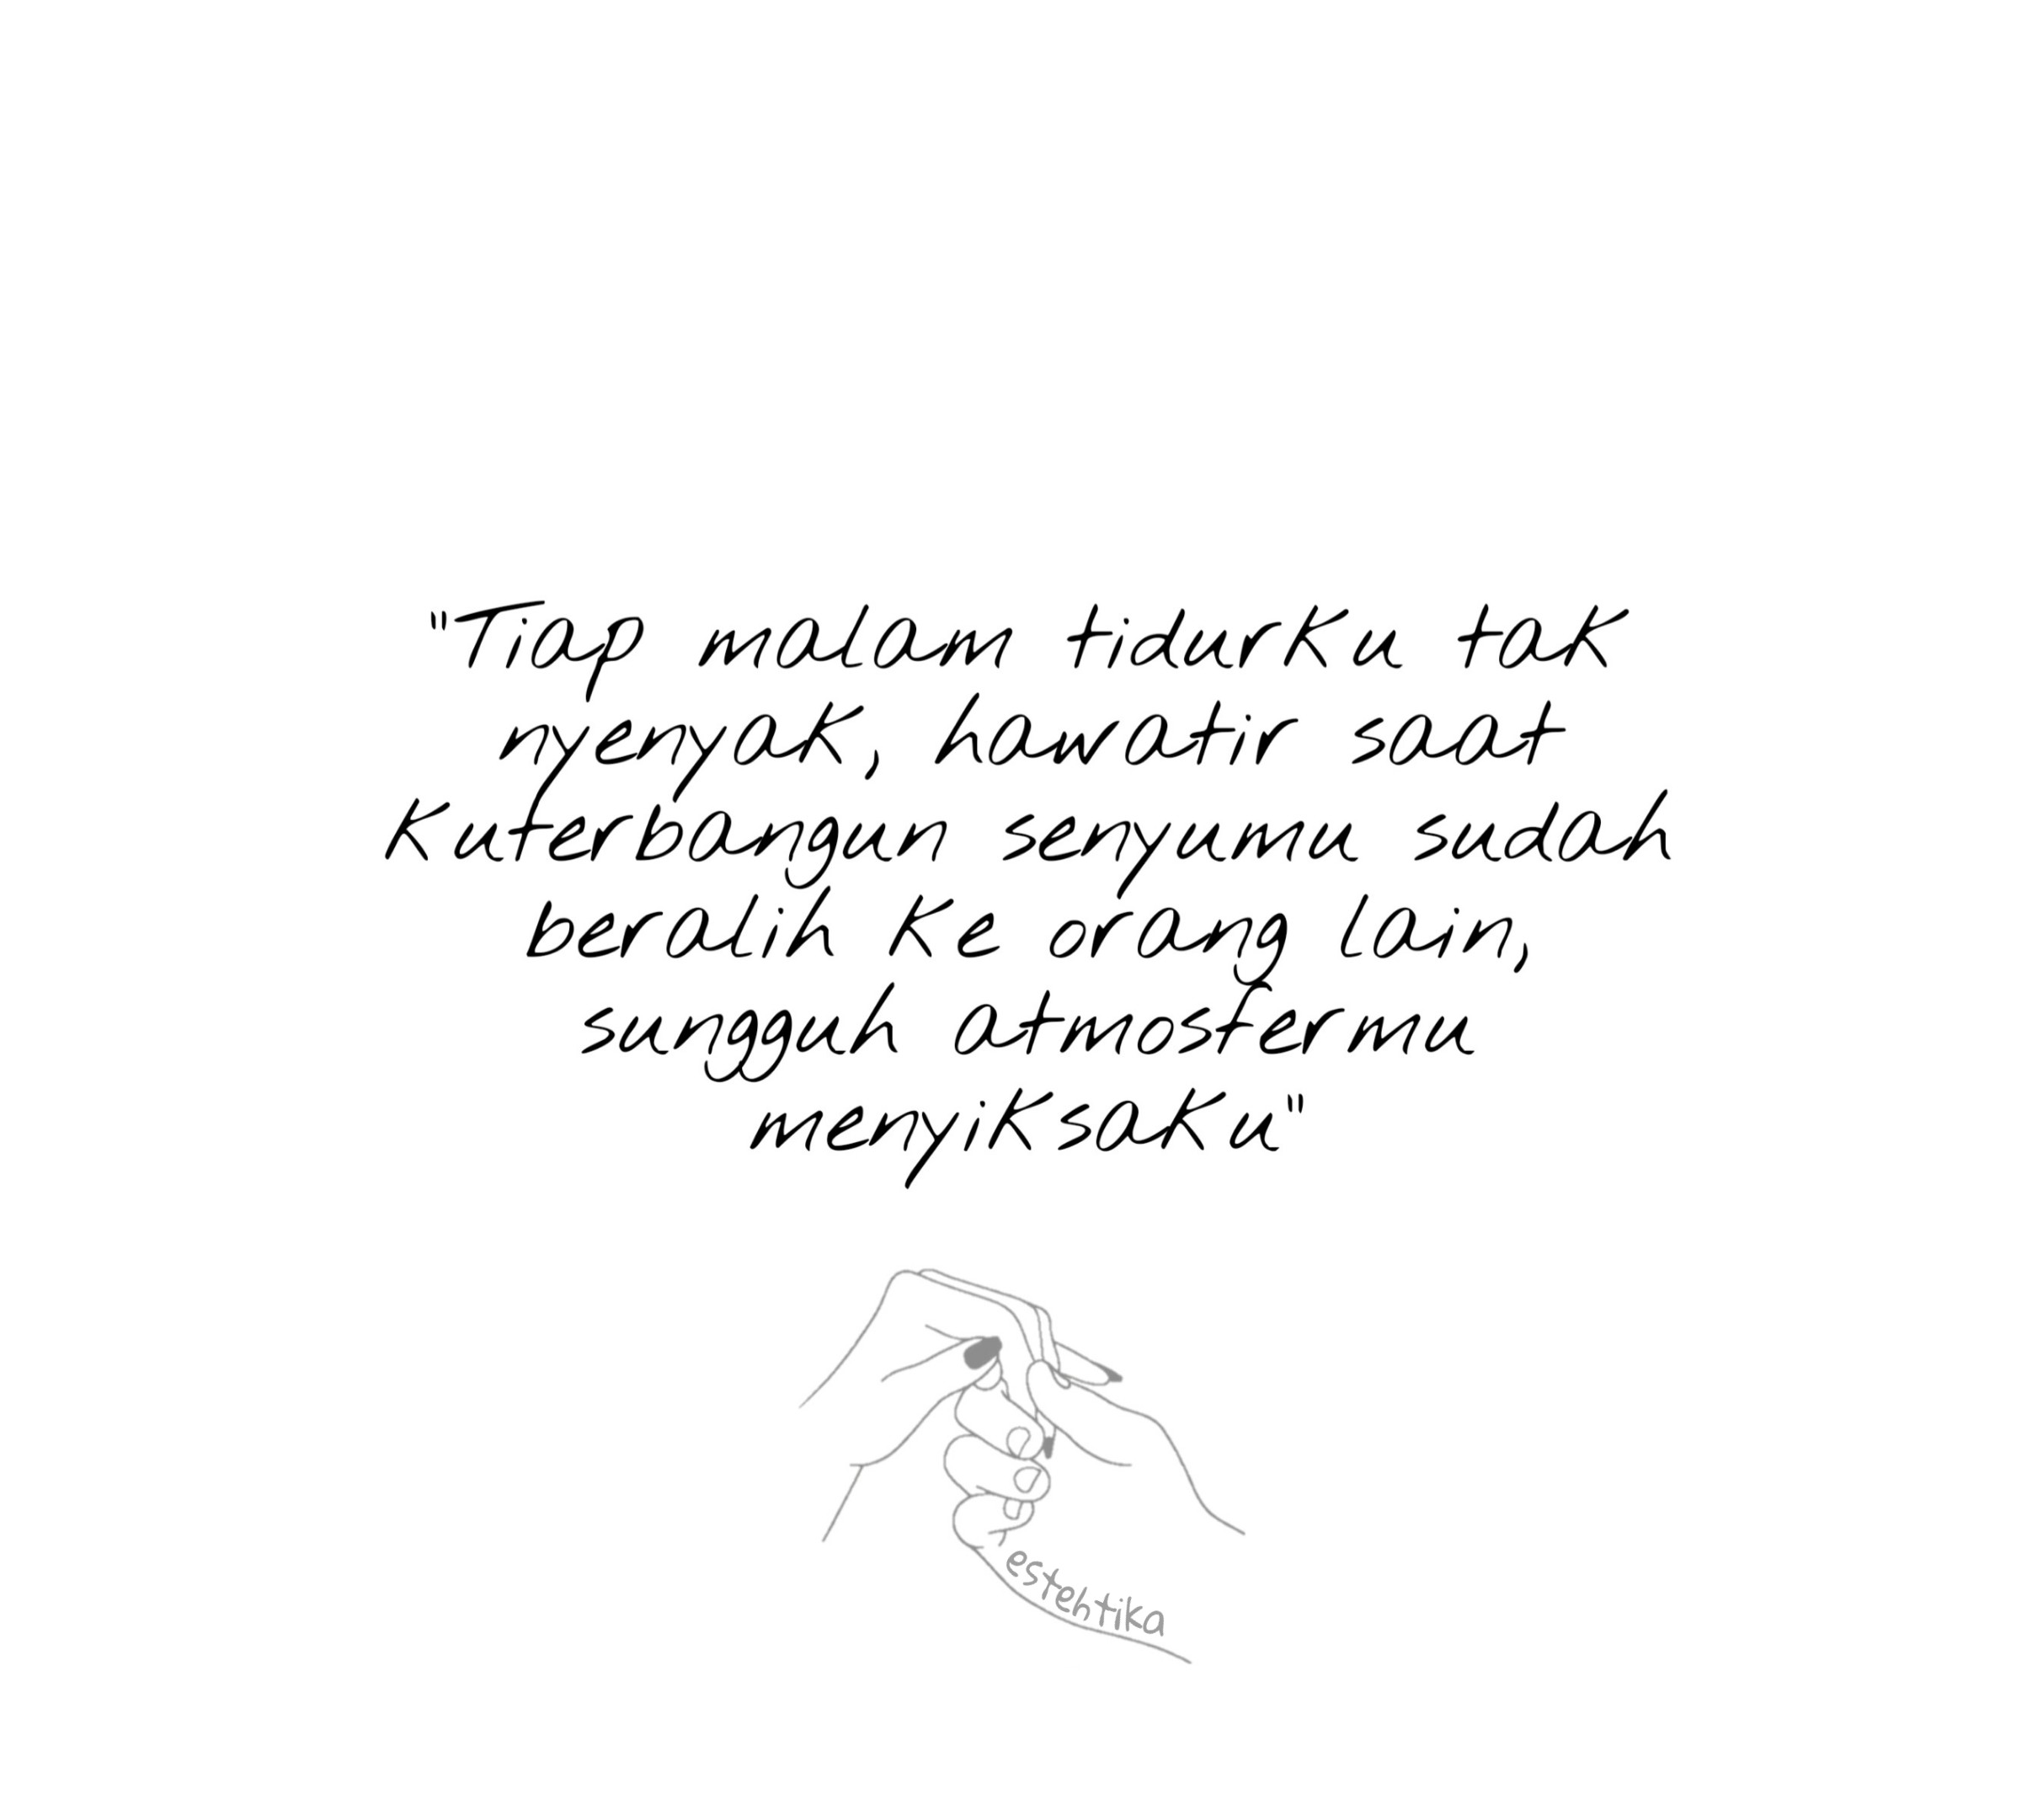 "Tiap malam tidurku tak
nyenyak, hawatir saat
kuterbangun senyumu sudah
beralih ke orang lain,
sungguh atmosfermu
menyiksaku"
estehtika